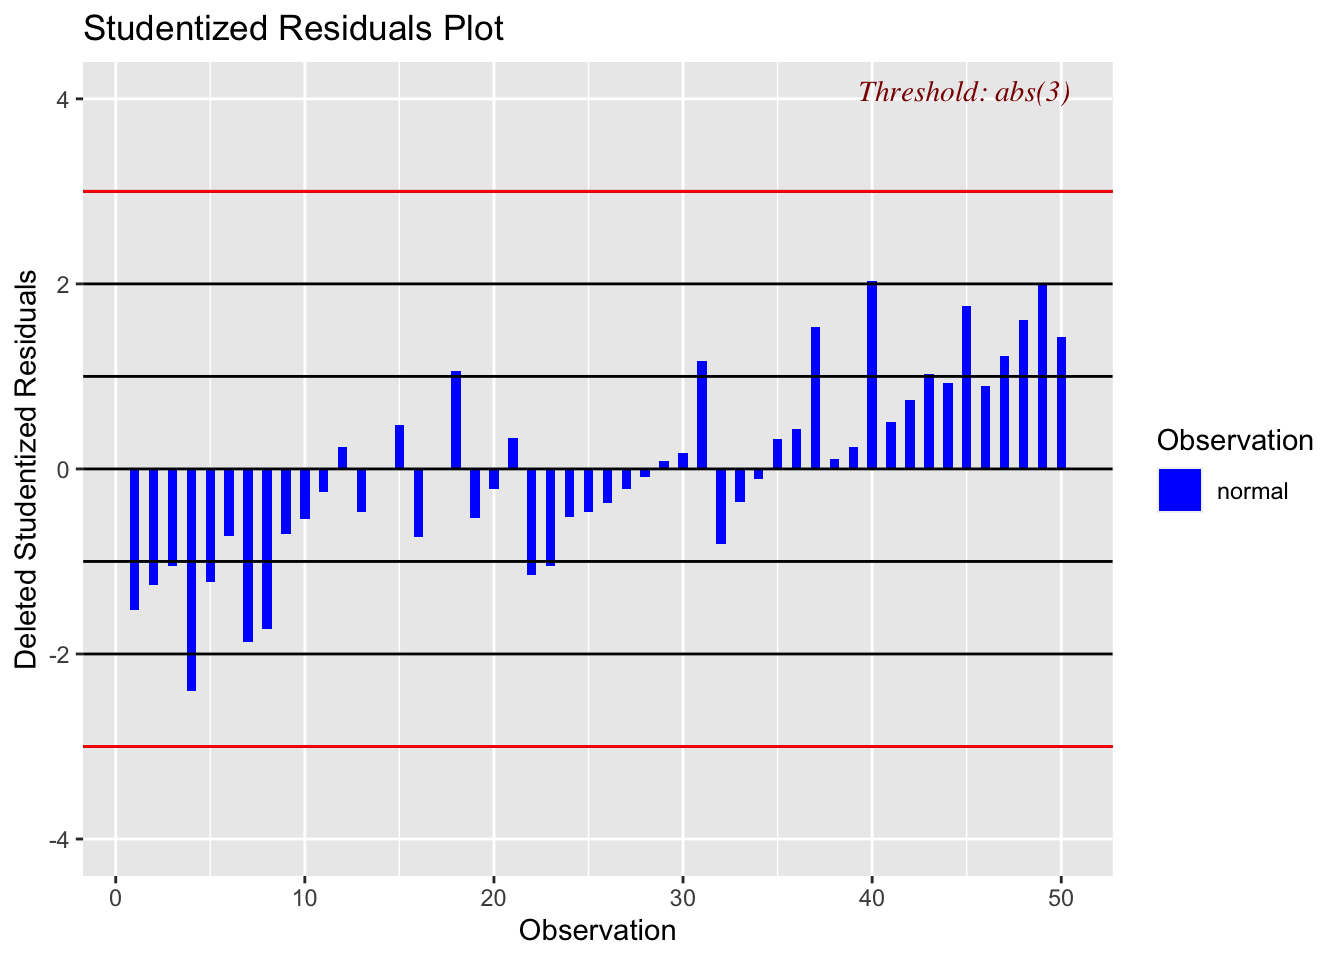 Studentized Residuals Plot
Threshold: abs(3)
4
2
0
-2
-4
Deleted Studentized Residuals
0 10 20 30 40 50
Observation
Observation
normal